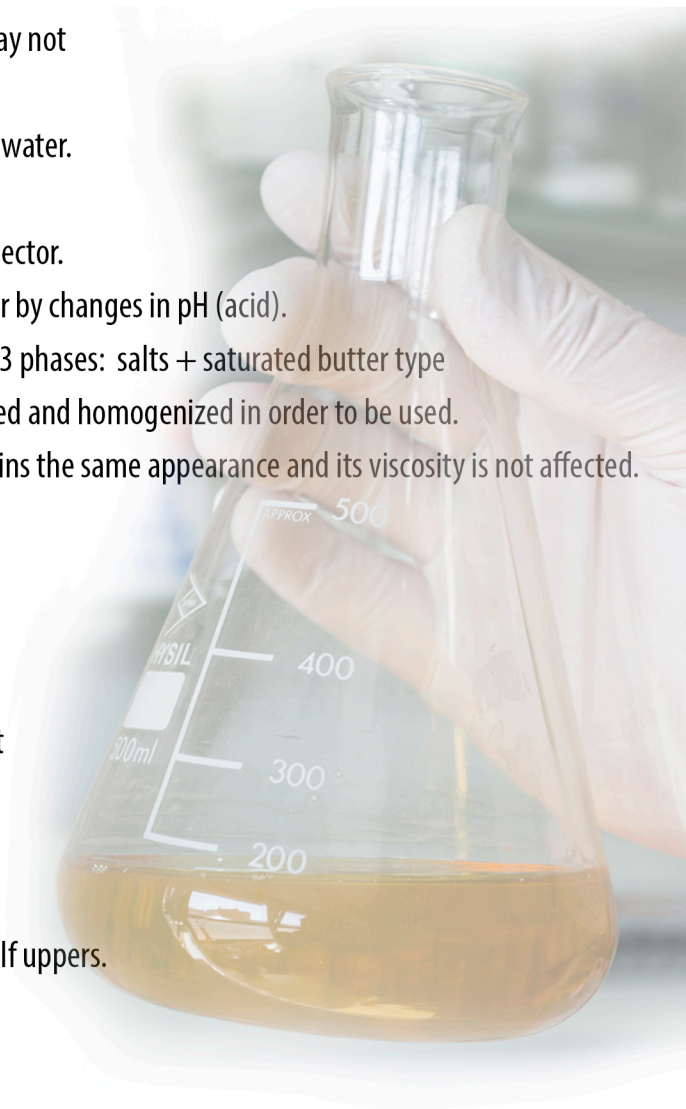 ay not
water.
ector.
r by changes in pH (acid).
3 phases: salts + saturated butter type
ed and homogenized in order to be used.
ins the same appearance and its viscosity is not affected.
APPROX 500
400
YSIL
500ml
300
t
200
lf uppers.